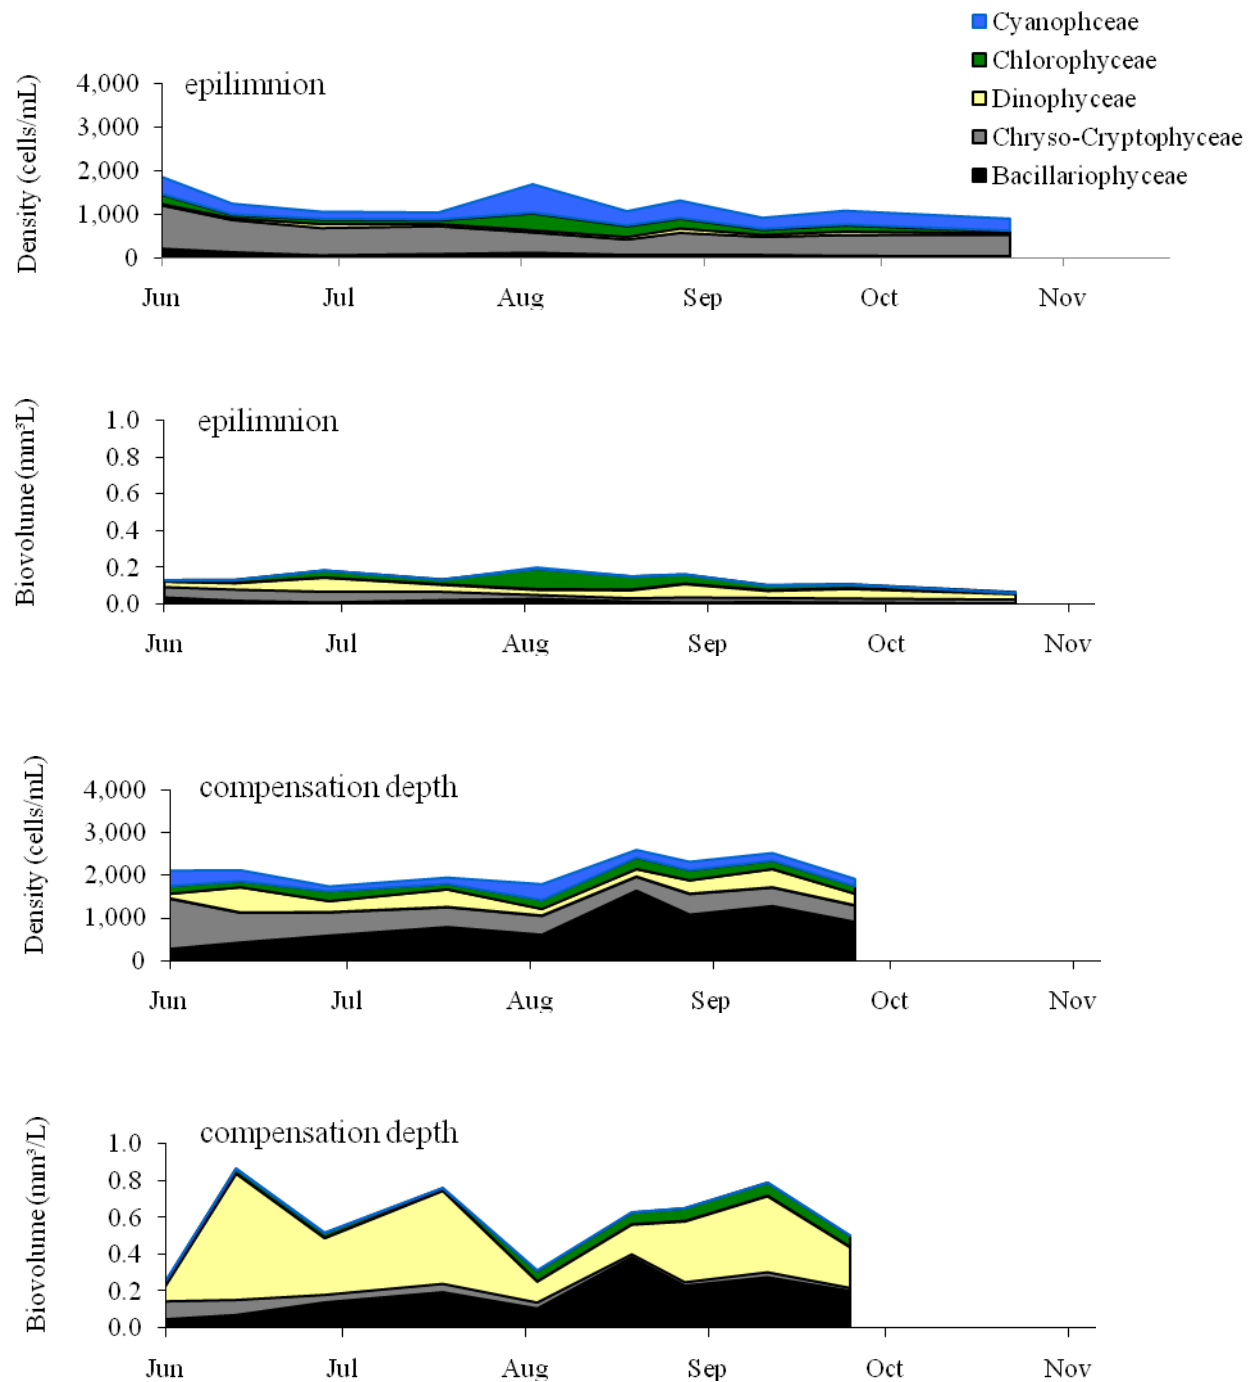 Cyanophceae
Chlorophyceae
Dinophyceae
Chryso-Cryptophyceae
Bacillariophyceae
epilimnion
Density (cells/mL)
4,000
3,000
2,000
1,000
0
Jun Jul Aug Sep Oct Nov
epilimnion
Biovolume (mm³L)
1.0
0.8
0.6
0.4
0.2
0.0
Jun Jul Aug Sep Oct Nov
compensation depth
Density (cells/mL)
4,000
3,000
2,000
1,000
0
Jun Jul Aug Sep Oct Nov
compensation depth
Biovolume (mm³/L)
1.0
0.8
0.6
0.4
0.2
0.0
Jun Jul Aug Sep Oct Nov